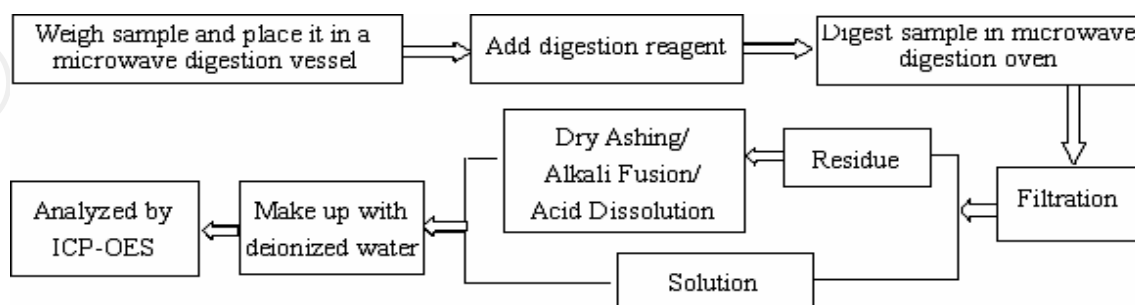 Weigh sample and place it in a
microwave digestion vessel
Add digestion reagent
Digest sample in microwave
digestion oven
Filtration
Residue
Solution
Dry Ashing/
Alkali Fusion/
Acid Dissolution
Make up with
deionized water
Analyzed by
ICP-OES